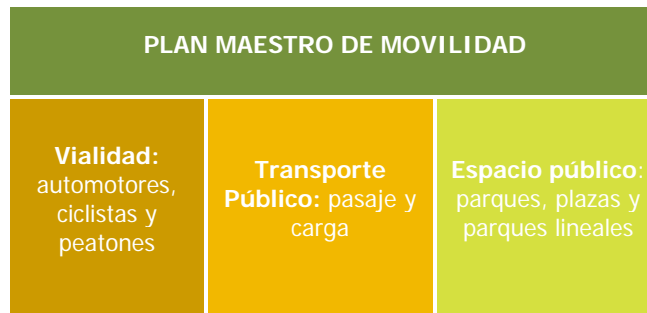 PLAN MAESTRO DE MOVILIDAD
Vialidad:
automotores,
ciclistas y
peatones
Transporte
Público: pasaje y
carga
Espacio público:
parques, plazas y
parques lineales